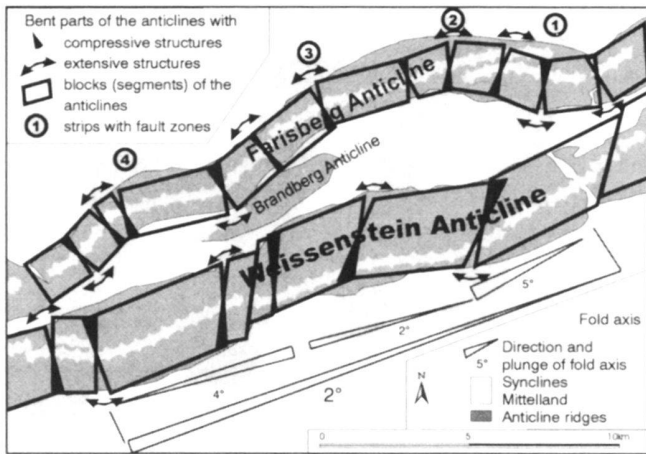 Bent parts of the anticlines with
compressive structures
extensive structures
blocks (segments) of the
anticlines
1 strips with fault zones
1
2
3
4
Farisberg Anticline
Brandberg Anticline
Weissenstein Anticline
5°
2°
4°
2°
Fold axis
N
5° Direction and
plunge of fold axis
Synclines
Mittelland
Anticline ridges
0 5 10km